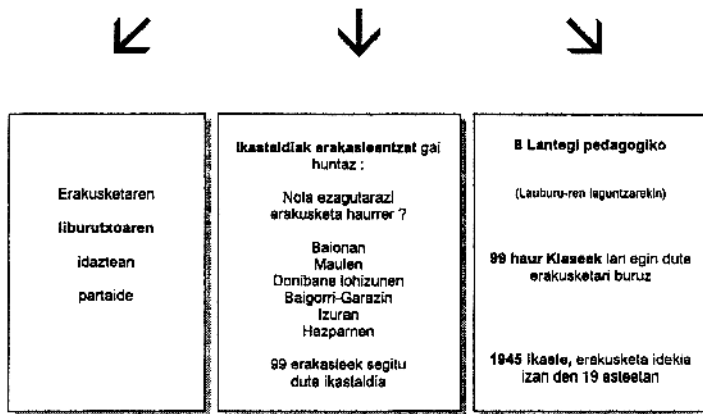 Erakusketaren
liburutxoaren
idaztean
partaide
Ikastaldiak erakasleentzat gai
huntaz :
Nola ezagutarazi
erakusketa haurrer ?
Baionan
Maulen
Donibane lohizunen
Baigorri-Garazin
Izuran
Hazparnen
99 erakasleek segitu
dute ikastaldia
8 Lantegi pedagogiko
(Lauburu-ren laguntzarekin)
99 haur Klaseek lan egin dute
erakusketari buruz
1945 ikasle, erakusketa idekia
izan den 19 asteetan